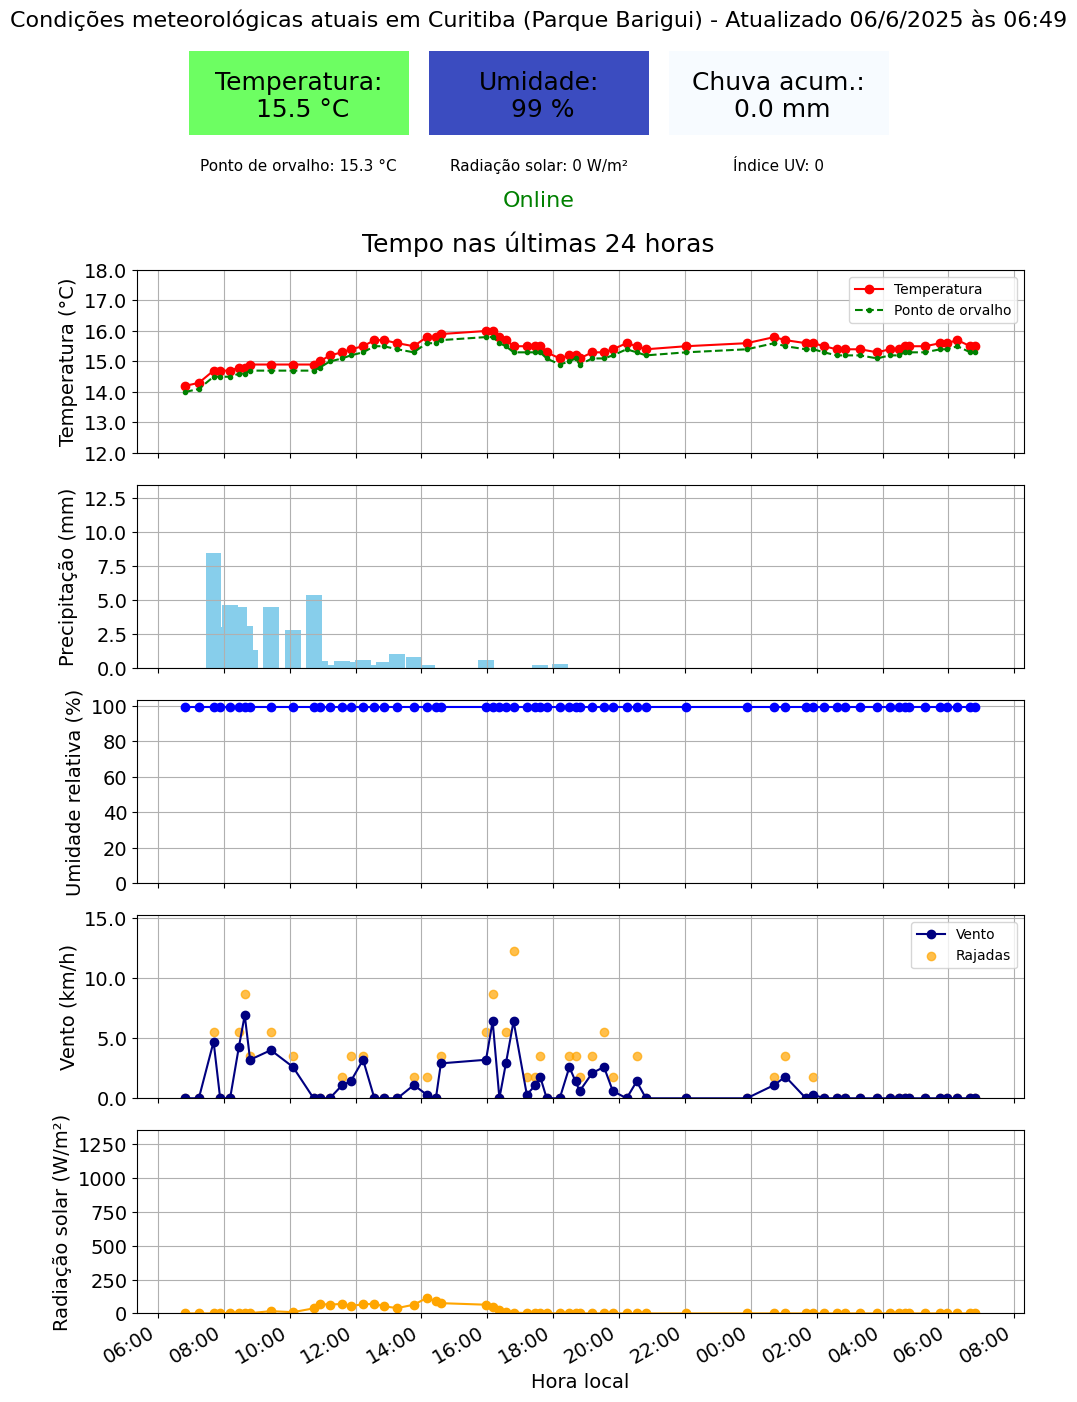 Condições meteorológicas atuais em Curitiba (Parque Barigui) - Atualizado 06/6/2025 às 06:49
Temperatura:
15.5 °C
Umidade:
99 %
Chuva acum.:
0.0 mm
Ponto de orvalho: 15.3 °C
Radiação solar: 0 W/m²
Índice UV: 0
Online
Tempo nas últimas 24 horas
Temperatura (°C)
18.0
17.0
16.0
15.0
14.0
13.0
12.0
Temperatura
Ponto de orvalho
Precipitação (mm)
12.5
10.0
7.5
5.0
2.5
0.0
Umidade relativa (%)
100
80
60
40
20
0
Vento (km/h)
15.0
10.0
5.0
0.0
Vento
Rajadas
Radiação solar (W/m²)
1250
1000
750
500
250
0
06:00
08:00
10:00
12:00
14:00
16:00
18:00
20:00
22:00
00:00
02:00
04:00
06:00
08:00
Hora local